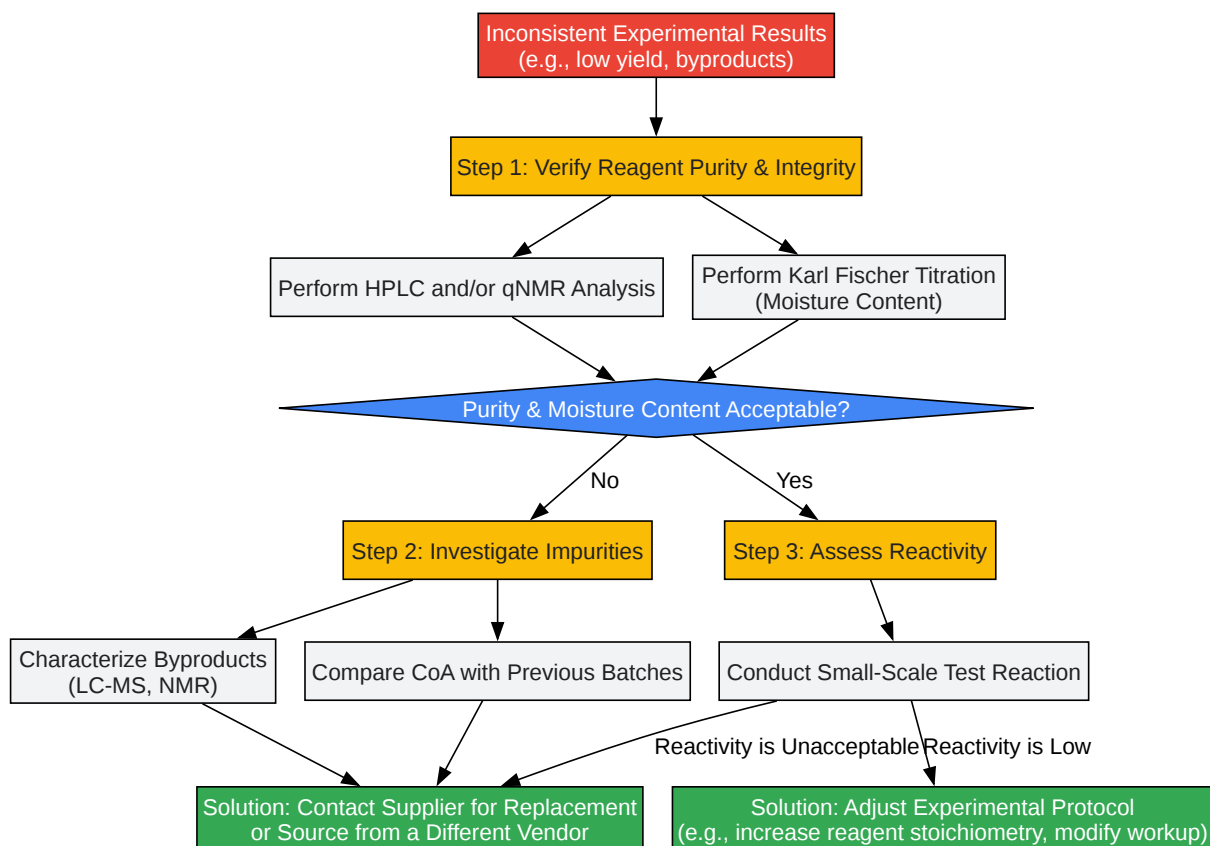 Inconsistent Experimental Results
(e.g., low yield, byproducts)
Step 1: Verify Reagent Purity & Integrity
Perform HPLC and/or qNMR Analysis
Perform Karl Fischer Titration
(Moisture Content)
Purity & Moisture Content Acceptable?
No
Yes
Step 2: Investigate Impurities
Step 3: Assess Reactivity
Characterize Byproducts
(LC-MS, NMR)
Compare CoA with Previous Batches
Conduct Small-Scale Test Reaction
Reactivity is Unacceptable
Reactivity is Low
Solution: Contact Supplier for Replacement
or Source from a Different Vendor
Solution: Adjust Experimental Protocol
(e.g., increase reagent stoichiometry, modify workup)